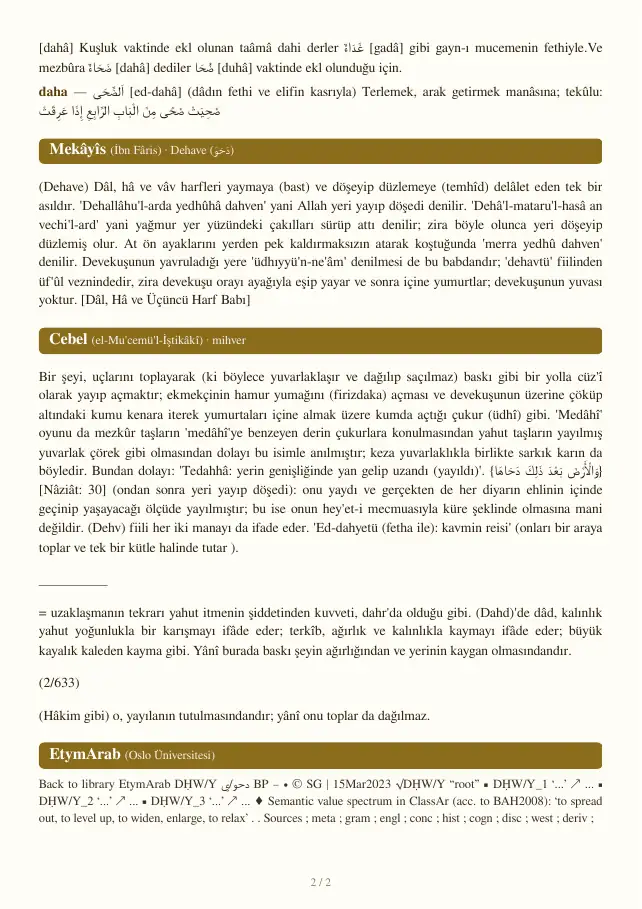 [dahâ] Kuşluk vaktinde ekl olunan taâmâ dahi derler غَدَاةٌ [gadâ] gibi gayn-ı mucemenin fethiyle.Ve
mezbûra ضَحَاةٌ [dahâ] dediler ضُحًا [duhâ] vaktinde ekl olunduğu için.
daha — اَلضَّحَى [ed-dahâ] (dâdın fethi ve elifin kasrıyla) Terlemek, arak getirmek manâsına; tekûlu:
ضَحِيَتْ ضَحًى مِنَ الْبَابِ الرَّابِعِ إِذَا عَرِقَتْ
Mekâyîs (İbn Fâris) · Dehave (دَحَوَ)
(Dehave) Dâl, hâ ve vâv harfleri yaymaya (bast) ve döşeyip düzlemeye (temhîd) delâlet eden tek bir
asıldır. 'Dehallâhu'l-arda yedhûhâ dahven' yani Allah yeri yayıp döşedi denilir. 'Dehâ'l-mataru'l-hasâ an
vechi'l-ard' yani yağmur yer yüzündeki çakılları sürüp attı denilir; zira böyle olunca yeri döşeyip
düzlemiş olur. At ön ayaklarını yerden pek kaldırmaksızın atarak koştuğunda 'merra yedhû dahven'
denilir. Devekuşunun yavruladığı yere 'üdhıyyü'n-ne'âm' denilmesi de bu babdandır; 'dehavtü' fiilinden
üf'ûl veznindedir, zira devekuşu orayı ayağıyla eşip yayar ve sonra içine yumurtlar; devekuşunun yuvası
yoktur. [Dâl, Hâ ve Üçüncü Harf Babı]
Cebel (el-Mu'cemü'l-İştikâkî) · mihver
Bir şeyi, uçlarını toplayarak (ki böylece yuvarlaklaşır ve dağılıp saçılmaz) baskı gibi bir yolla cüz'î
olarak yayıp açmaktır; ekmekçinin hamur yumağını (firizdaka) açması ve devekuşunun üzerine çöküp
altındaki kumu kenara iterek yumurtaları içine almak üzere kumda açtığı çukur (üdhî) gibi. 'Medâhî'
oyunu da mezkûr taşların 'medâhî'ye benzeyen derin çukurlara konulmasından yahut taşların yayılmış
yuvarlak çörek gibi olmasından dolayı bu isimle anılmıştır; keza yuvarlaklıkla birlikte sarkık karın da
böyledir. Bundan dolayı: 'Tedahhâ: yerin genişliğinde yan gelip uzandı (yayıldı)'. {وَالْأَرْضَ بَعْدَ ذَلِكَ دَحَاهَا}
[Nâziât: 30] (ondan sonra yeri yayıp döşedi): onu yaydı ve gerçekten de her diyarın ehlinin içinde
geçinip yaşayacağı ölçüde yayılmıştır; bu ise onun hey'et-i mecmuasıyla küre şeklinde olmasına mani
değildir. (Dehv) fiili her iki manayı da ifade eder. 'Ed-dahyetü (fetha ile): kavmin reisi' (onları bir araya
toplar ve tek bir kütle halinde tutar ).
= uzaklaşmanın tekrarı yahut itmenin şiddetinden kuvveti, dahr'da olduğu gibi. (Dahd)'de dâd, kalınlık
yahut yoğunlukla bir karışmayı ifâde eder; terkîb, ağırlık ve kalınlıkla kaymayı ifâde eder; büyük
kayalık kaleden kayma gibi. Yânî burada baskı şeyin ağırlığından ve yerinin kaygan olmasındandır.
(2/633)
(Hâkim gibi) o, yayılanın tutulmasındandır; yânî onu toplar da dağılmaz.
EtymArab (Oslo Üniversitesi)
Back to library EtymArab DḤW/Y دحو/ي BP – • © SG | 15Mar2023 √DḤW/Y “root” ▪ DḤW/Y_1 ‘...’ ↗ ... ▪
DḤW/Y_2 ‘...’ ↗ ... ▪ DḤW/Y_3 ‘...’ ↗ ... ♦ Semantic value spectrum in ClassAr (acc. to BAH2008): ‘to spread
out, to level up, to widen, enlarge, to relax’ . . Sources ; meta ; gram ; engl ; conc ; hist ; cogn ; disc ; west ; deriv ;
2 / 2